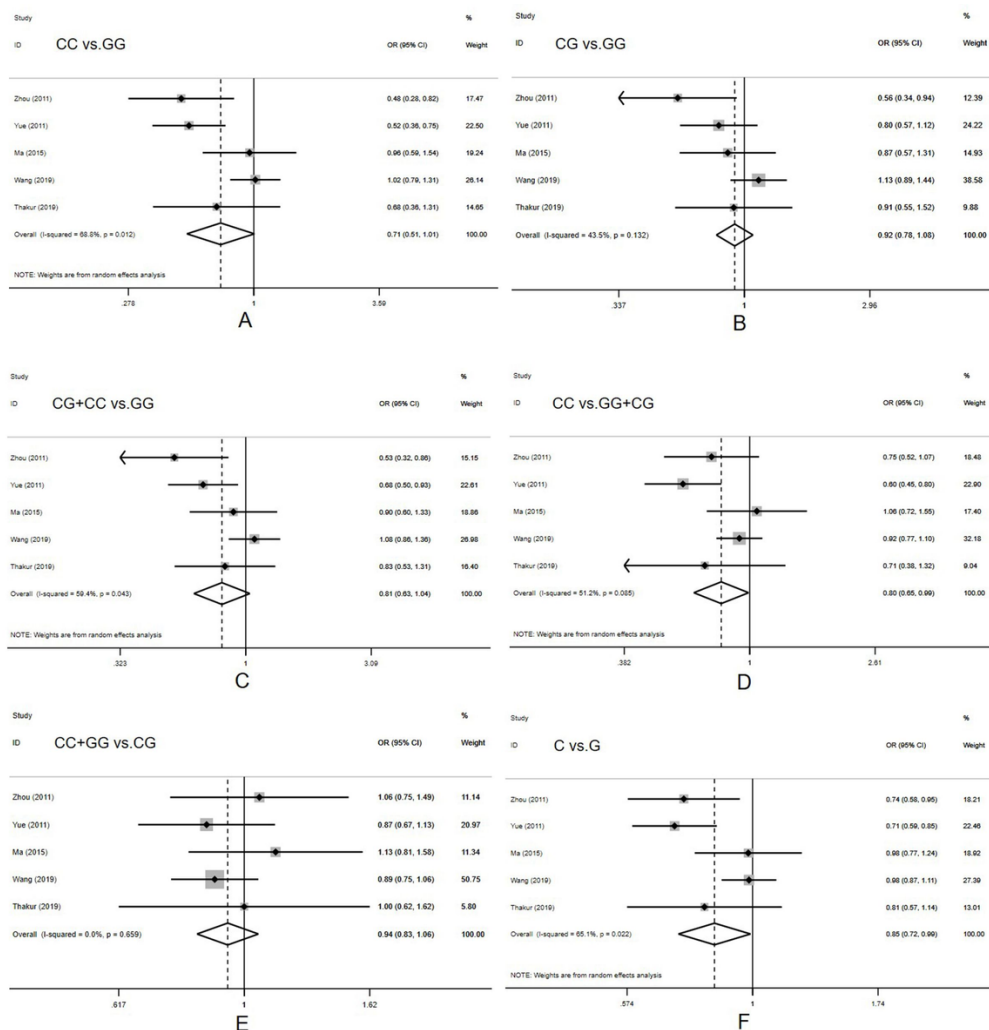 Study %
ID CC vs.GG OR (95% CI) Weight
Zhou (2011) 0.48 (0.28, 0.82) 17.47
Yue (2011) 0.52 (0.36, 0.75) 22.50
Ma (2015) 0.96 (0.59, 1.54) 19.24
Wang (2019) 1.02 (0.79, 1.31) 26.14
Thakur (2019) 0.68 (0.36, 1.31) 14.65
Overall (I-squared = 68.8%, p = 0.012) 0.71 (0.51, 1.01) 100.00
NOTE: Weights are from random effects analysis
.278 1 3.59
A
Study %
ID CG vs.GG OR (95% CI) Weight
Zhou (2011) 0.56 (0.34, 0.94) 12.39
Yue (2011) 0.80 (0.57, 1.12) 24.22
Ma (2015) 0.87 (0.57, 1.31) 14.93
Wang (2019) 1.13 (0.89, 1.44) 38.58
Thakur (2019) 0.91 (0.55, 1.52) 9.88
Overall (I-squared = 43.5%, p = 0.132) 0.92 (0.78, 1.08) 100.00
.337 1 2.96
B
Study %
ID CG+CC vs.GG OR (95% CI) Weight
Zhou (2011) 0.53 (0.32, 0.86) 15.15
Yue (2011) 0.68 (0.50, 0.93) 22.61
Ma (2015) 0.90 (0.60, 1.33) 18.86
Wang (2019) 1.08 (0.86, 1.36) 26.98
Thakur (2019) 0.83 (0.53, 1.31) 16.40
Overall (I-squared = 59.4%, p = 0.043) 0.81 (0.63, 1.04) 100.00
NOTE: Weights are from random effects analysis
.323 1 3.09
C
Study %
ID CC vs.GG+CG OR (95% CI) Weight
Zhou (2011) 0.75 (0.52, 1.07) 18.48
Yue (2011) 0.60 (0.45, 0.80) 22.90
Ma (2015) 1.06 (0.72, 1.55) 17.40
Wang (2019) 0.92 (0.77, 1.10) 32.18
Thakur (2019) 0.71 (0.38, 1.32) 9.04
Overall (I-squared = 51.2%, p = 0.085) 0.80 (0.65, 0.99) 100.00
NOTE: Weights are from random effects analysis
.382 1 2.61
D
Study %
ID CC+GG vs.CG OR (95% CI) Weight
Zhou (2011) 1.06 (0.75, 1.49) 11.14
Yue (2011) 0.87 (0.67, 1.13) 20.97
Ma (2015) 1.13 (0.81, 1.58) 11.34
Wang (2019) 0.89 (0.75, 1.06) 50.75
Thakur (2019) 1.00 (0.62, 1.62) 5.80
Overall (I-squared = 0.0%, p = 0.659) 0.94 (0.83, 1.06) 100.00
.617 1 1.62
E
Study %
ID C vs.G OR (95% CI) Weight
Zhou (2011) 0.74 (0.58, 0.95) 18.21
Yue (2011) 0.71 (0.59, 0.85) 22.46
Ma (2015) 0.98 (0.77, 1.24) 18.92
Wang (2019) 0.98 (0.87, 1.11) 27.39
Thakur (2019) 0.81 (0.57, 1.14) 13.01
Overall (I-squared = 65.1%, p = 0.022) 0.85 (0.72, 0.99) 100.00
NOTE: Weights are from random effects analysis
.574 1 1.74
F